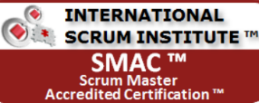 INTERNATIONAL
SCRUM INSTITUTE ™
SMAC ™
Scrum Master
Accredited Certification ™